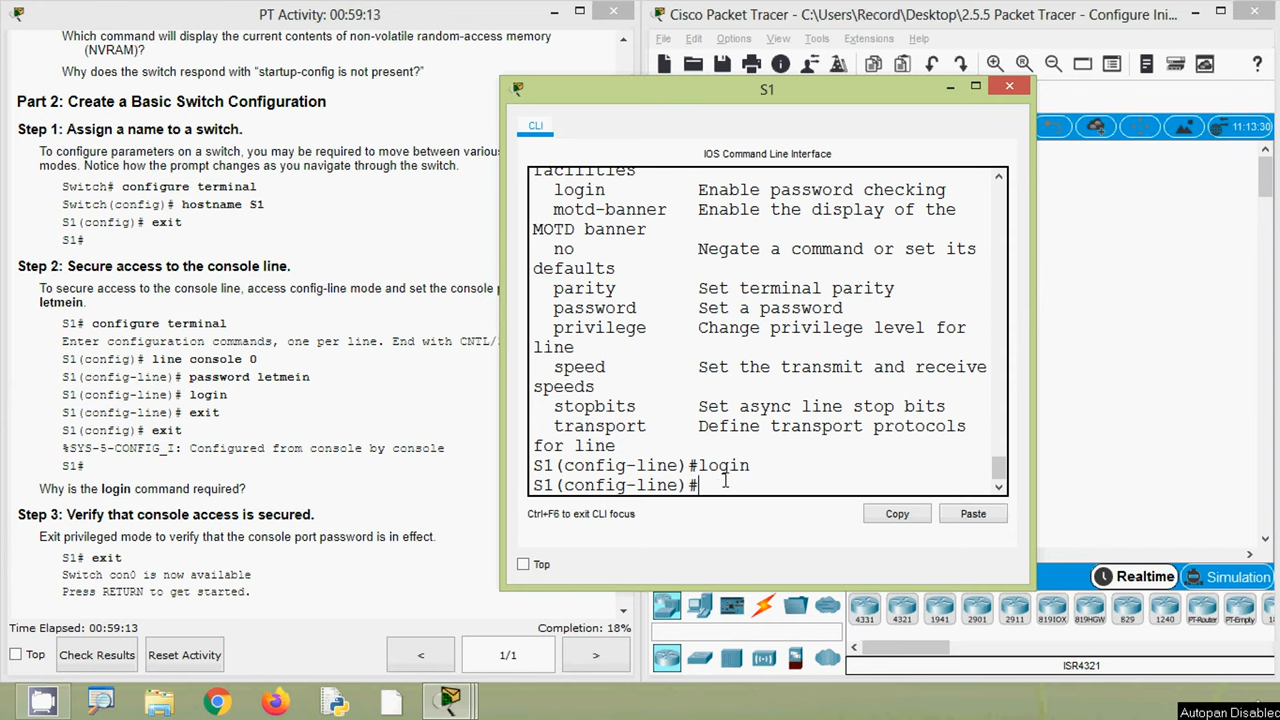 PT Activity: 00:59:13
Which command will display the current contents of non-volatile random-access memory
(NVRAM)?
Why does the switch respond with “startup-config is not present?”
Part 2: Create a Basic Switch Configuration
Step 1: Assign a name to a switch.
To configure parameters on a switch, you may be required to move between various
modes. Notice how the prompt changes as you navigate through the switch.
Switch# configure terminal
Switch(config)# hostname S1
S1(config)# exit
S1#
Step 2: Secure access to the console line.
To secure access to the console line, access config-line mode and set the console
letmein.
S1# configure terminal
Enter configuration commands, one per line. End with CNTL/
S1(config)# line console 0
S1(config-line)# password letmein
S1(config-line)# login
S1(config-line)# exit
S1(config)# exit
%SYS-5-CONFIG_I: Configured from console by console
S1#
Why is the login command required?
Step 3: Verify that console access is secured.
Exit privileged mode to verify that the console port password is in effect.
S1# exit
Switch con0 is now available
Press RETURN to get started.
Time Elapsed: 00:59:13
Completion: 18%
Top
Check Results
Reset Activity
<
1/1
>
Cisco Packet Tracer - C:\Users\Record\Desktop\2.5.5 Packet Tracer - Configure Ini...
File Edit Options View Tools Extensions Help
11:13:30
S1
CLI
IOS Command Line Interface
facilities
login Enable password checking
motd-banner Enable the display of the
MOTD banner
no Negate a command or set its
defaults
parity Set terminal parity
password Set a password
privilege Change privilege level for
line
speed Set the transmit and receive
speeds
stopbits Set async line stop bits
transport Define transport protocols
for line
S1(config-line)#login
S1(config-line)#
Ctrl+F6 to exit CLI focus
Copy
Paste
Top
Realtime
Simulation
4331 4321 1941 2901 2911 819IOX 819HGW 829 1240 PT-Router PT-Empty
ISR4321
Autopan Disabled